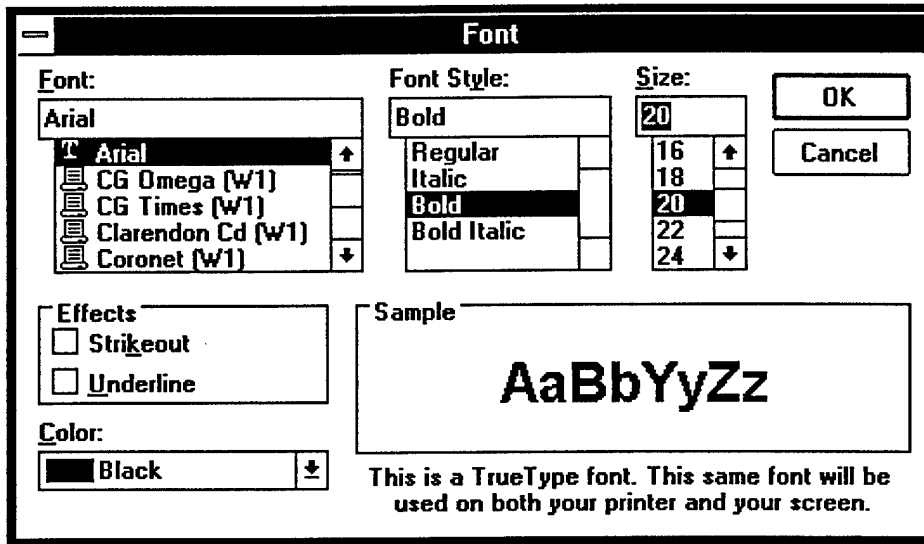 Font
Font:
Arial
T Arial
CG Omega (W1)
CG Times (W1)
Clarendon Cd (W1)
Coronet (W1)
Font Style:
Bold
Regular
Italic
Bold
Bold Italic
Size:
20
16
18
20
22
24
OK
Cancel
Effects
Strikeout
Underline
Color:
Black
Sample
AaBbYyZz
This is a TrueType font. This same font will be
used on both your printer and your screen.